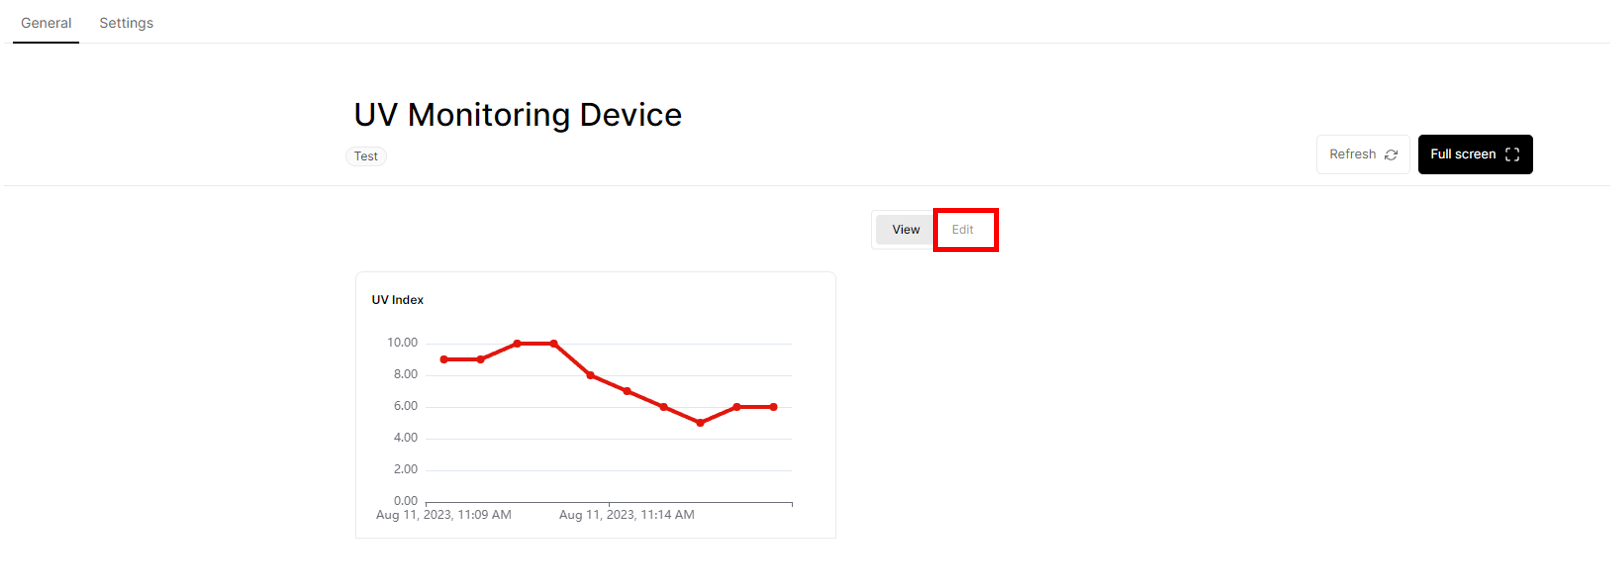 General Settings
UV Monitoring Device
Test
Refresh Full screen
View Edit
UV Index
10.00
8.00
6.00
4.00
2.00
0.00
Aug 11, 2023, 11:09 AM Aug 11, 2023, 11:14 AM